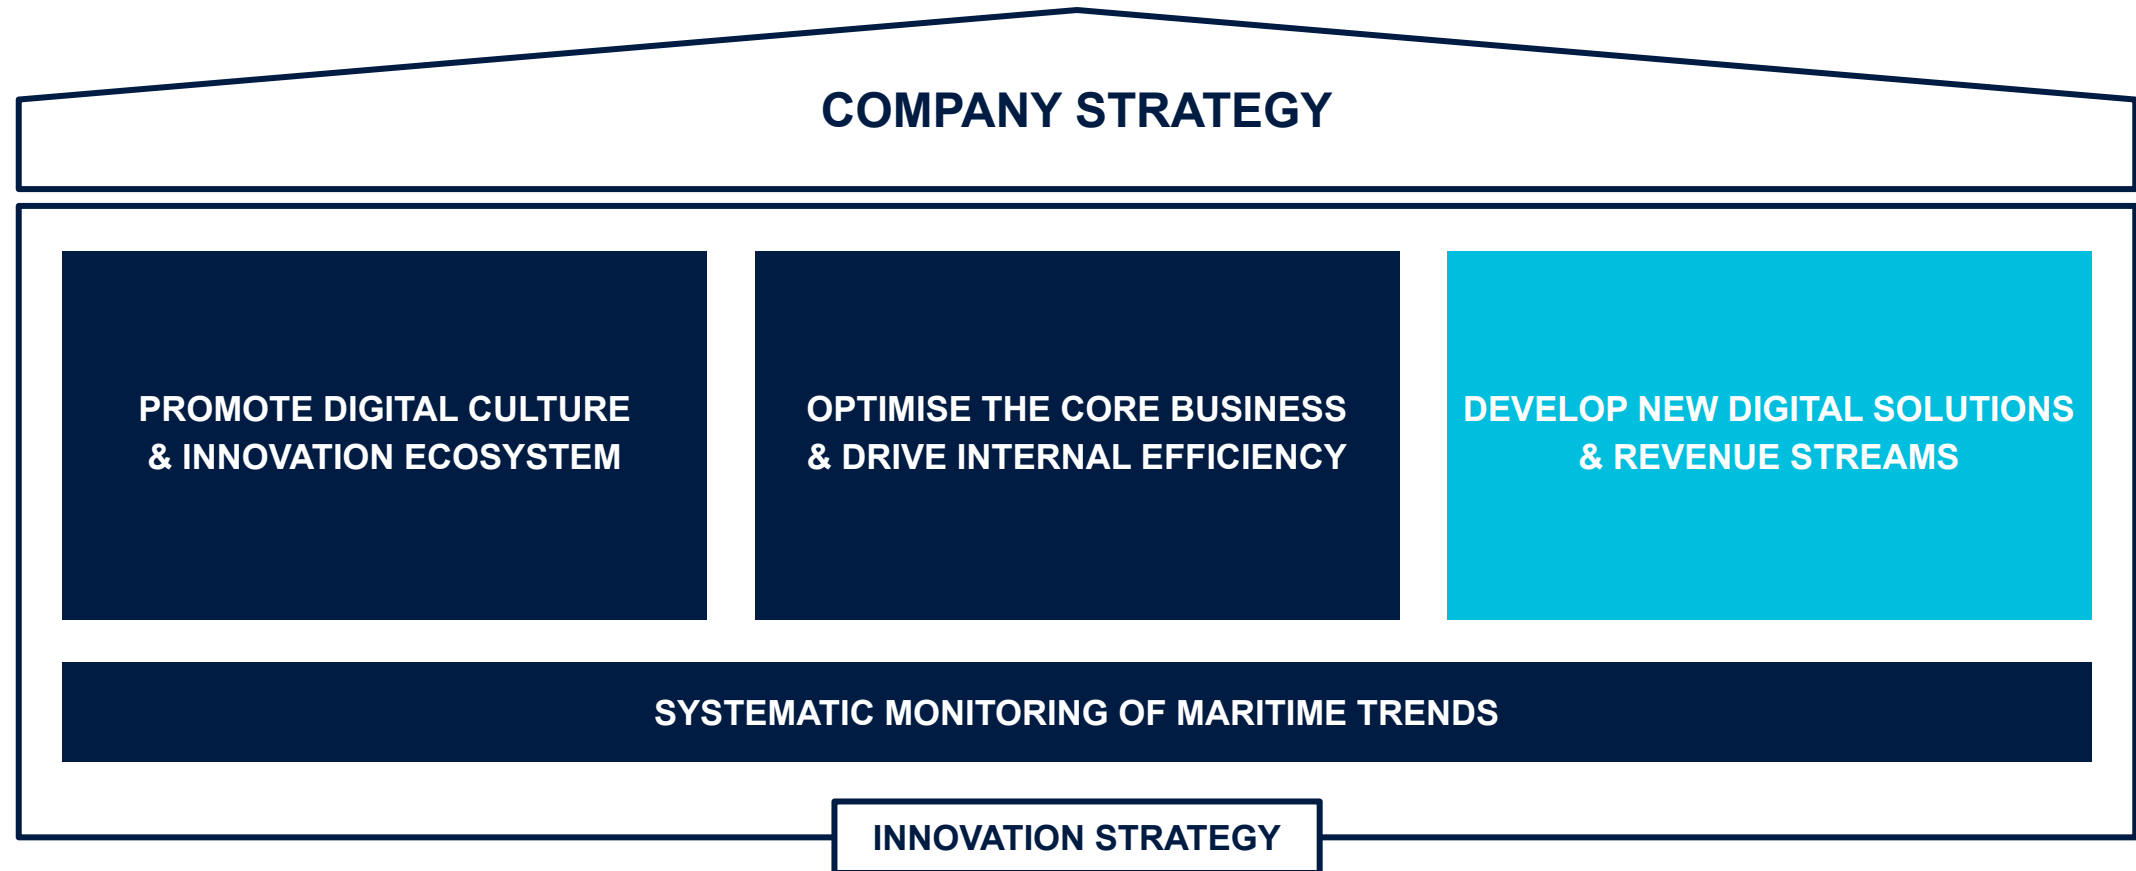 COMPANY STRATEGY
PROMOTE DIGITAL CULTURE
& INNOVATION ECOSYSTEM
OPTIMISE THE CORE BUSINESS
& DRIVE INTERNAL EFFICIENCY
DEVELOP NEW DIGITAL SOLUTIONS
& REVENUE STREAMS
SYSTEMATIC MONITORING OF MARITIME TRENDS
INNOVATION STRATEGY